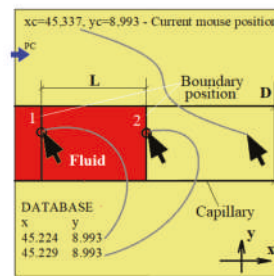 xc=45,337, yc=8,993 - Current mouse position
PC
L
Boundary
position
D
1
2
Fluid
Capillary
DATABASE
x y
45.224 8.993
45.229 8.993
y
x